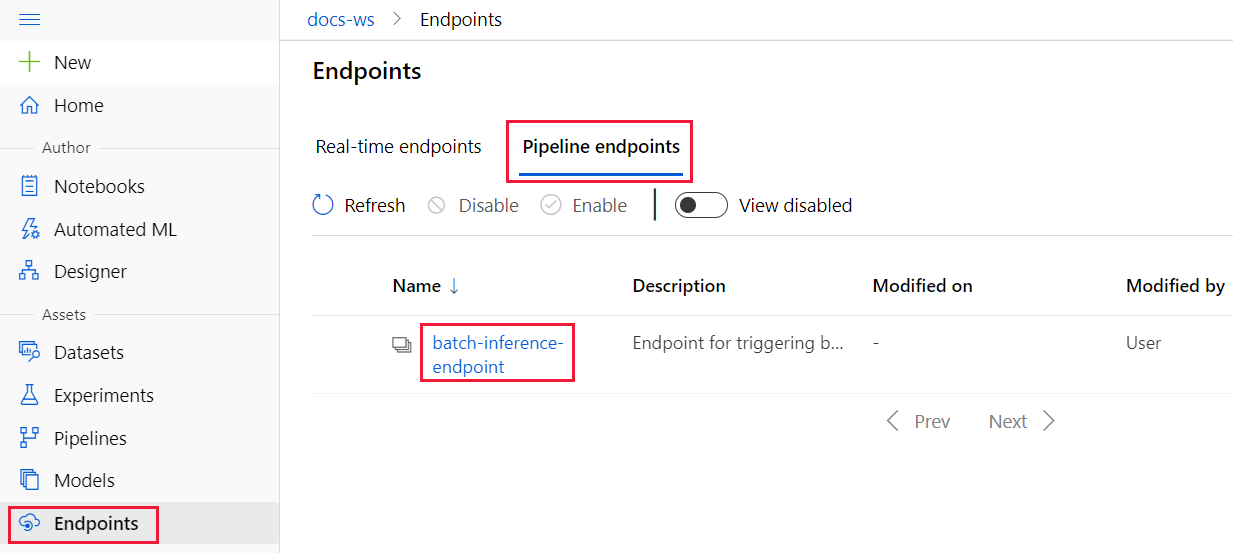 docs-ws > Endpoints
New
Home
Author
Notebooks
Automated ML
Designer
Assets
Datasets
Experiments
Pipelines
Models
Endpoints
Endpoints
Real-time endpoints Pipeline endpoints
Refresh Disable Enable View disabled
Name ↓ Description Modified on Modified by
batch-inference- Endpoint for triggering b... - User
endpoint
Prev Next